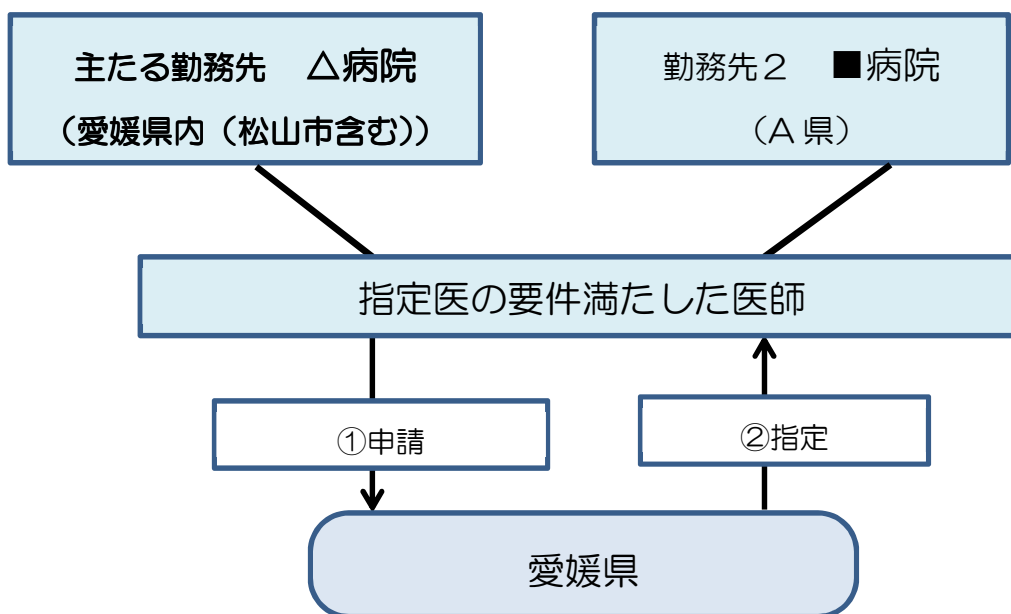 主たる勤務先　△病院
（愛媛県内（松山市含む））
勤務先２　■病院
（A 県）
指定医の要件満たした医師
①申請
②指定
愛媛県